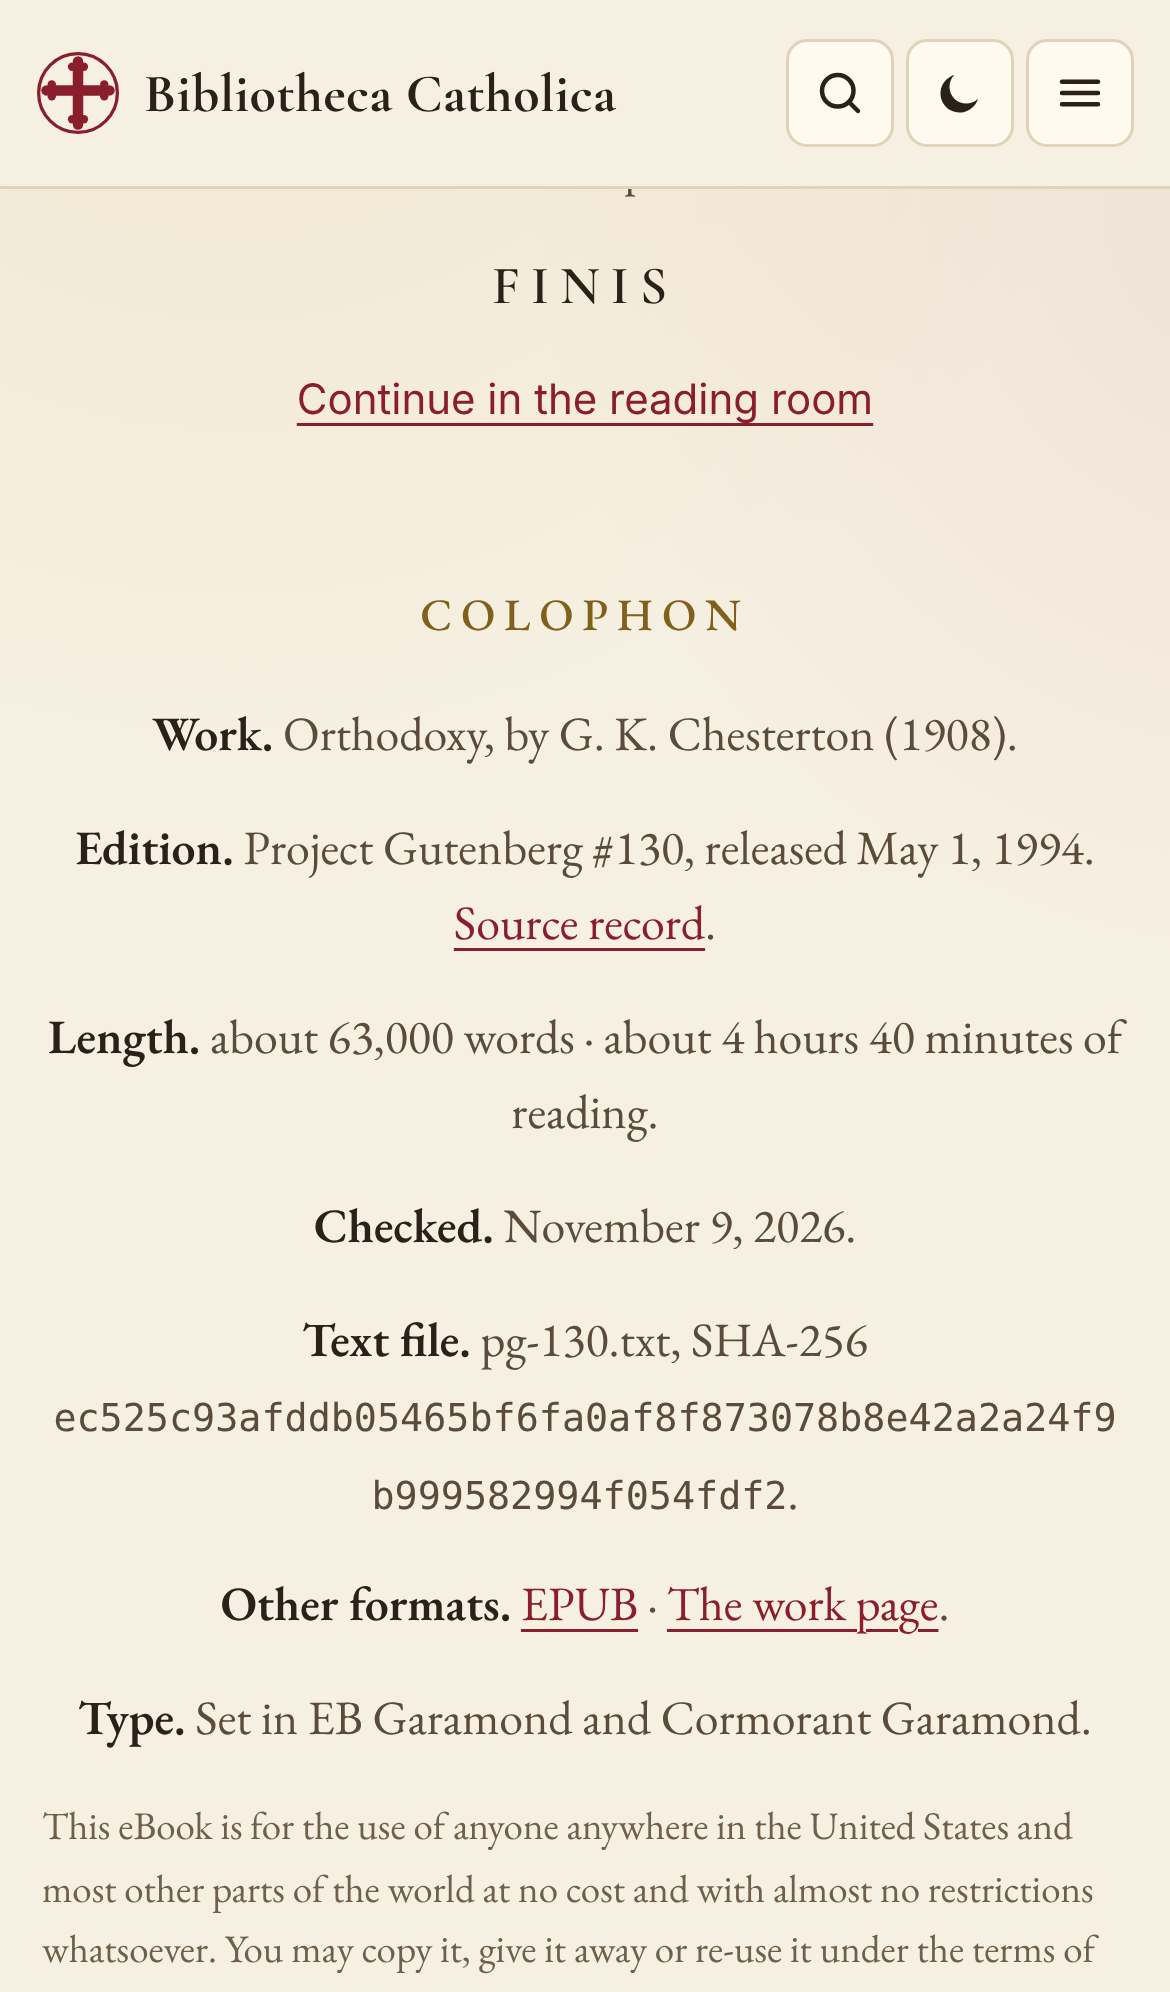 Bibliotheca Catholica
FINIS
Continue in the reading room
COLOPHON
Work. Orthodoxy, by G. K. Chesterton (1908).
Edition. Project Gutenberg #130, released May 1, 1994.
Source record.
Length. about 63,000 words · about 4 hours 40 minutes of
reading.
Checked. November 9, 2026.
Text file. pg-130.txt, SHA-256
ec525c93afddb05465bf6fa0af8f873078b8e42a2a24f9
b999582994f054fdf2.
Other formats. EPUB · The work page.
Type. Set in EB Garamond and Cormorant Garamond.
This eBook is for the use of anyone anywhere in the United States and
most other parts of the world at no cost and with almost no restrictions
whatsoever. You may copy it, give it away or re-use it under the terms of